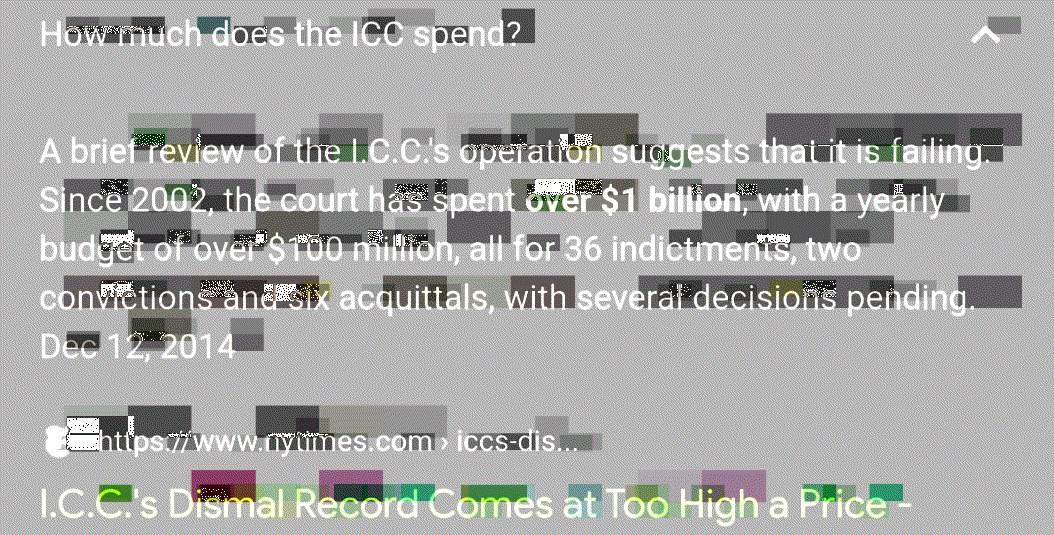 How much does the ICC spend?
A brief review of the I.C.C.'s operation suggests that it is failing.
Since 2002, the court has spent over $1 billion, with a yearly
budget of over $100 million, all for 36 indictments, two
convictions and six acquittals, with several decisions pending.
Dec 12, 2014
https://www.nytimes.com › iccs-dis...
I.C.C.'s Dismal Record Comes at Too High a Price -